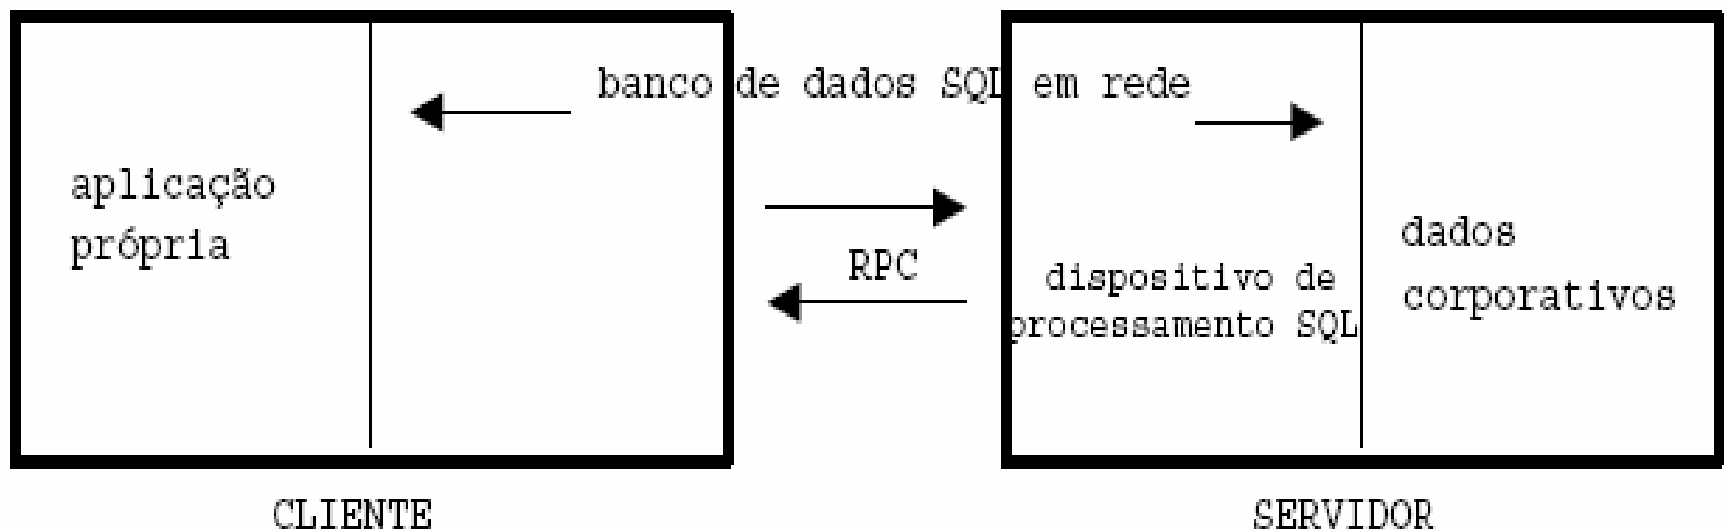 banco de dados SQL em rede
aplicação
própria
RPC
dispositivo de
processamento SQL
dados
corporativos
CLIENTE
SERVIDOR